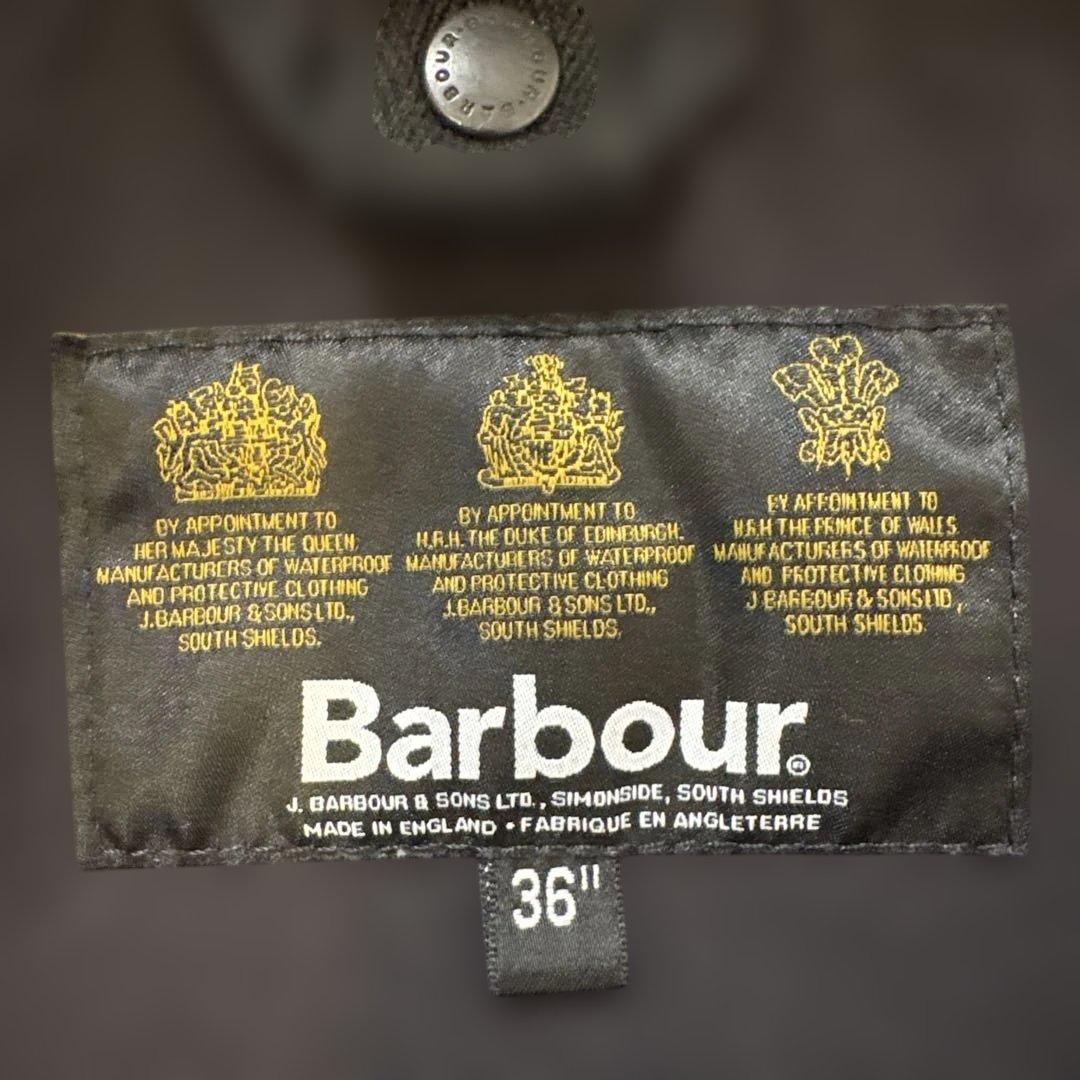 BARBOUR · BARBOUR ·
BY APPOINTMENT TO
HER MAJESTY THE QUEEN,
MANUFACTURERS OF WATERPROOF
AND PROTECTIVE CLOTHING
J.BARBOUR & SONS LTD.,
SOUTH SHIELDS.
BY APPOINTMENT TO
H.R.H. THE DUKE OF EDINBURGH.
MANUFACTURERS OF WATERPROOF
AND PROTECTIVE CLOTHING
J.BARBOUR & SONS LTD.,
SOUTH SHIELDS.
BY APPOINTMENT TO
H.R.H THE PRINCE OF WALES
MANUFACTURERS OF WATERPROOF
AND PROTECTIVE CLOTHING
J BARBOUR & SONS LTD,
SOUTH SHIELDS.
Barbour®
J. BARBOUR & SONS LTD., SIMONSIDE, SOUTH SHIELDS
MADE IN ENGLAND • FABRIQUE EN ANGLETERRE
36"